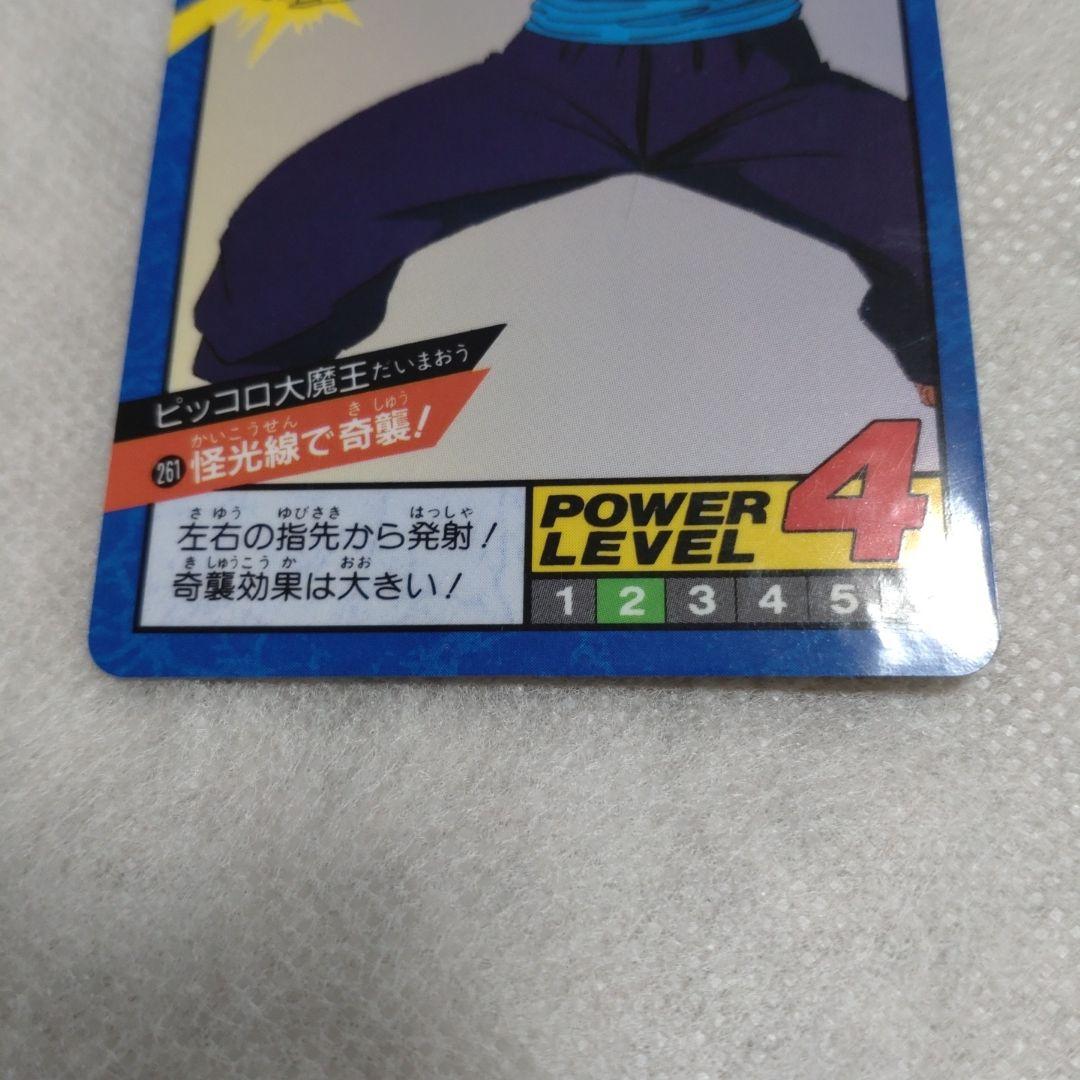 ピッコロ大魔王だいまおう
かいこうせん き しゅう
261 怪光線で奇襲!
さ ゆう ゆびさき はっしゃ
左右の指先から発射!
き しゅうこう か おお
奇襲効果は大きい!
POWER LEVEL 4
1 2 3 4 5